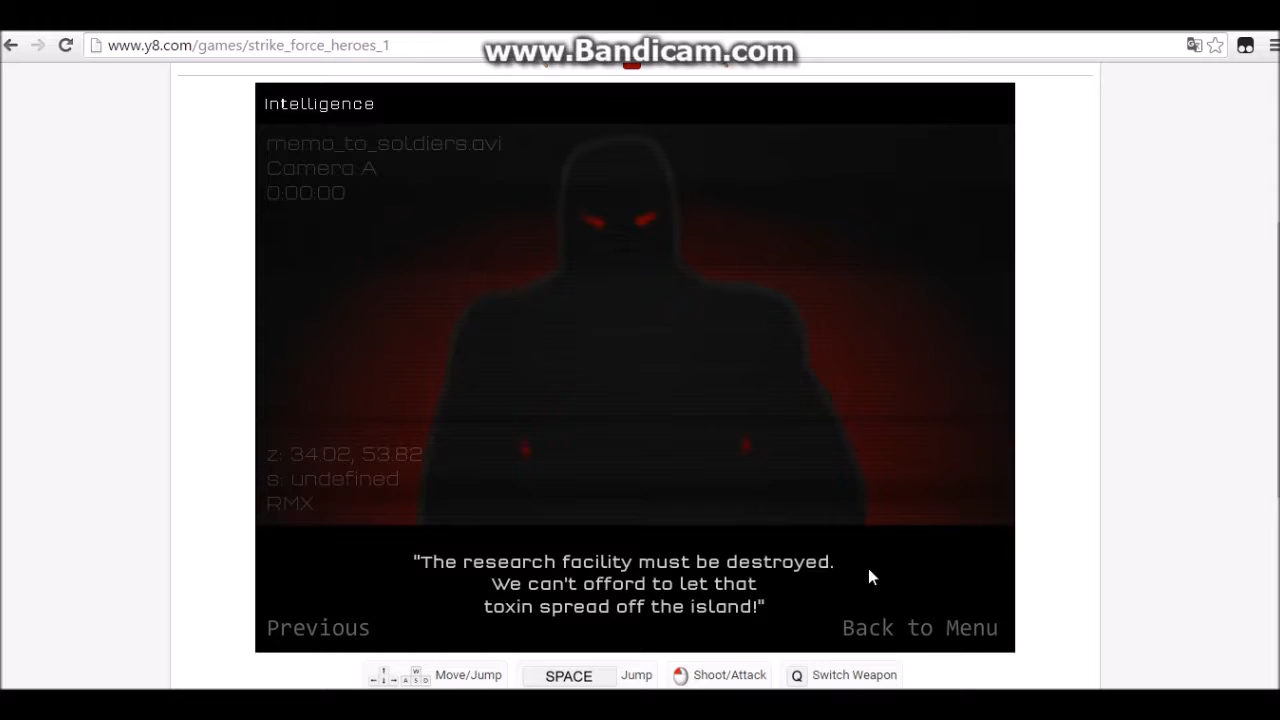 www.y8.com/games/strike_force_heroes_1
www.Bandicam.com
Intelligence
memo_to_soldiers.avi
Camera A
0:00:00
z: 34.02, 53.82
s: undefined
RMX
"The research facility must be destroyed.
We can't offord to let that
toxin spread off the island!"
Previous
Back to Menu
W
A S D
Move/Jump
SPACE
Jump
Shoot/Attack
Q
Switch Weapon